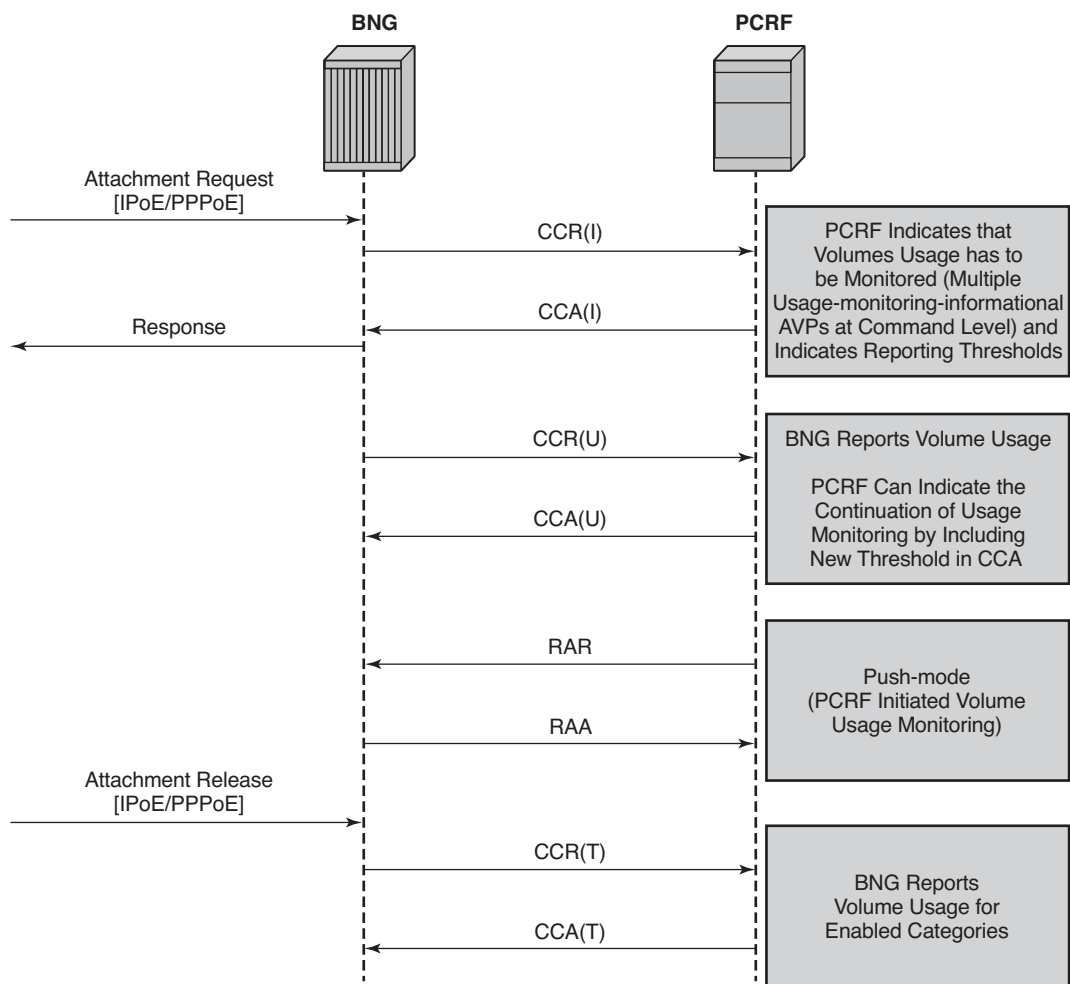 BNG
PCRF
Attachment Request
[IPoE/PPPoE]
CCR(I)
CCA(I)
Response
PCRF Indicates that
Volumes Usage has to
be Monitored (Multiple
Usage-monitoring-informational
AVPs at Command Level) and
Indicates Reporting Thresholds
CCR(U)
CCA(U)
BNG Reports Volume Usage
PCRF Can Indicate the
Continuation of Usage
Monitoring by Including
New Threshold in CCA
RAR
RAA
Push-mode
(PCRF Initiated Volume
Usage Monitoring)
Attachment Release
[IPoE/PPPoE]
CCR(T)
CCA(T)
BNG Reports
Volume Usage for
Enabled Categories